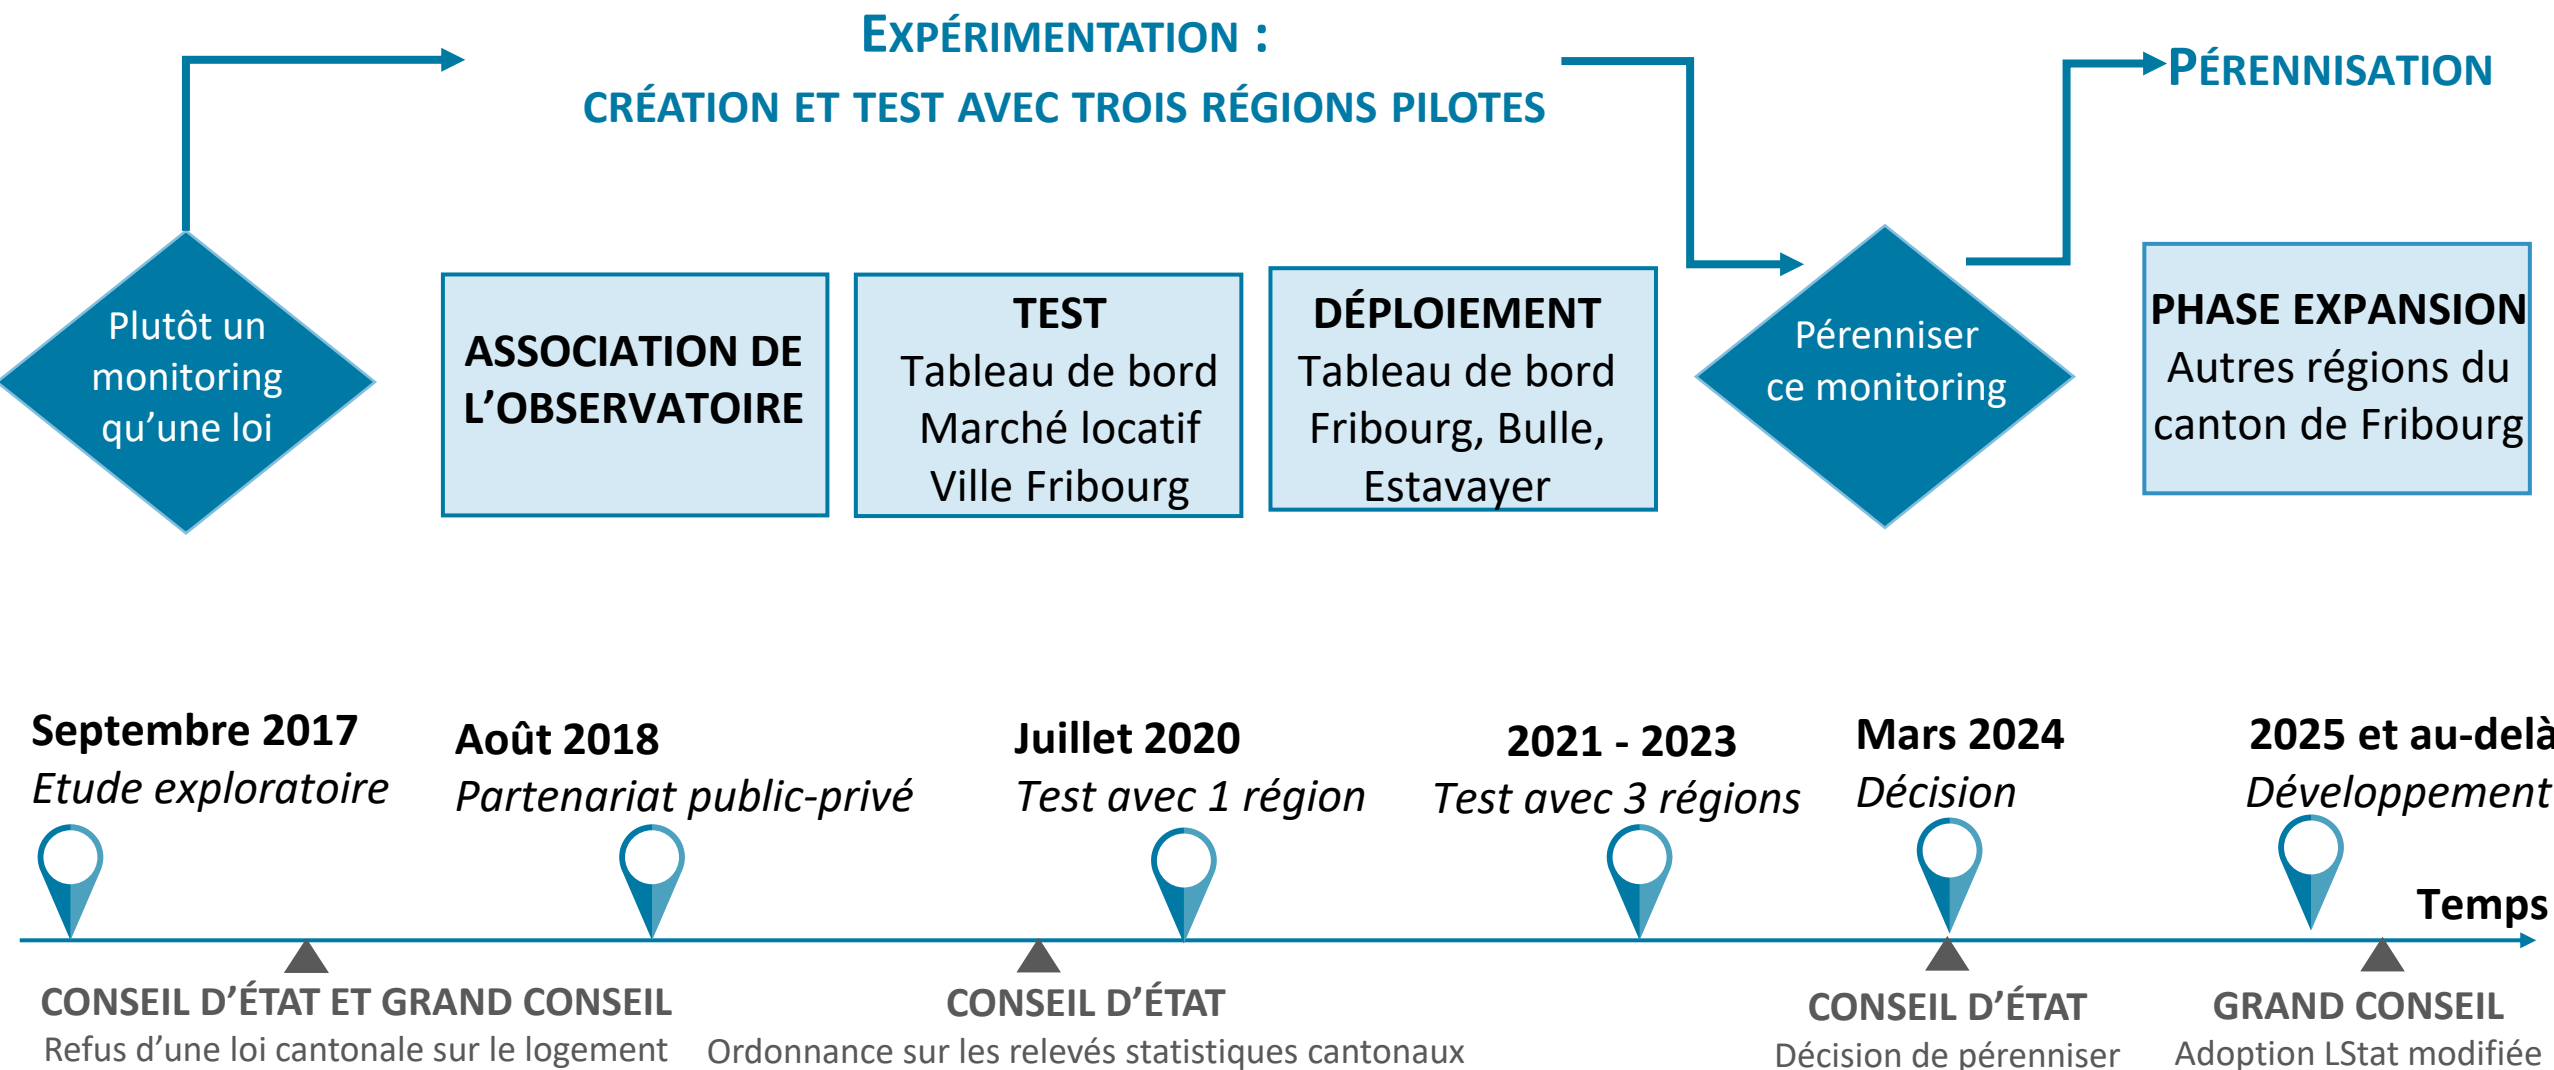 EXPÉRIMENTATION :
CRÉATION ET TEST AVEC TROIS RÉGIONS PILOTES
PÉRENNISATION
Plutôt un
monitoring
qu’une loi
ASSOCIATION DE
L’OBSERVATOIRE
TEST
Tableau de bord
Marché locatif
Ville Fribourg
DÉPLOIEMENT
Tableau de bord
Fribourg, Bulle,
Estavayer
Pérenniser
ce monitoring
PHASE EXPANSION
Autres régions du
canton de Fribourg
Septembre 2017
Etude exploratoire
Août 2018
Partenariat public-privé
Juillet 2020
Test avec 1 région
2021 - 2023
Test avec 3 régions
Mars 2024
Décision
2025 et au-delà
Développement
Temps
CONSEIL D’ÉTAT ET GRAND CONSEIL
Refus d’une loi cantonale sur le logement
CONSEIL D’ÉTAT
Ordonnance sur les relevés statistiques cantonaux
CONSEIL D’ÉTAT
Décision de pérenniser
GRAND CONSEIL
Adoption LStat modifiée